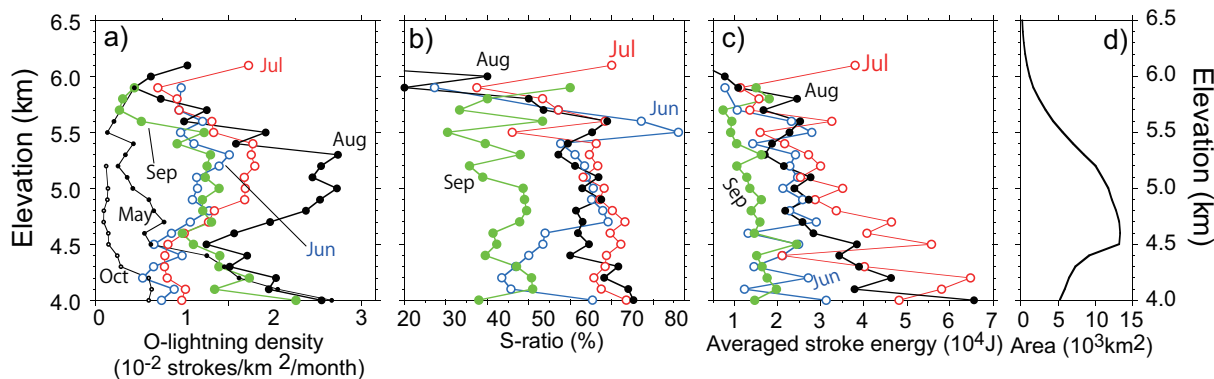 a)
b)
c)
d)
6.5
6.0
5.5
5.0
4.5
4.0
Elevation (km)
Jul
Aug
Sep
May
Jun
Oct
0 1 2 3
O-lightning density
(10⁻² strokes/km ²/month)
Aug
Jul
Jun
Sep
20 30 40 50 60 70 80
S-ratio (%)
Jul
Aug
Sep
Jun
1 2 3 4 5 6 7
Averaged stroke energy (10⁴J)
0 5 10 15
Area (10³km²)
6.5
6.0
5.5
5.0
4.5
4.0
Elevation (km)